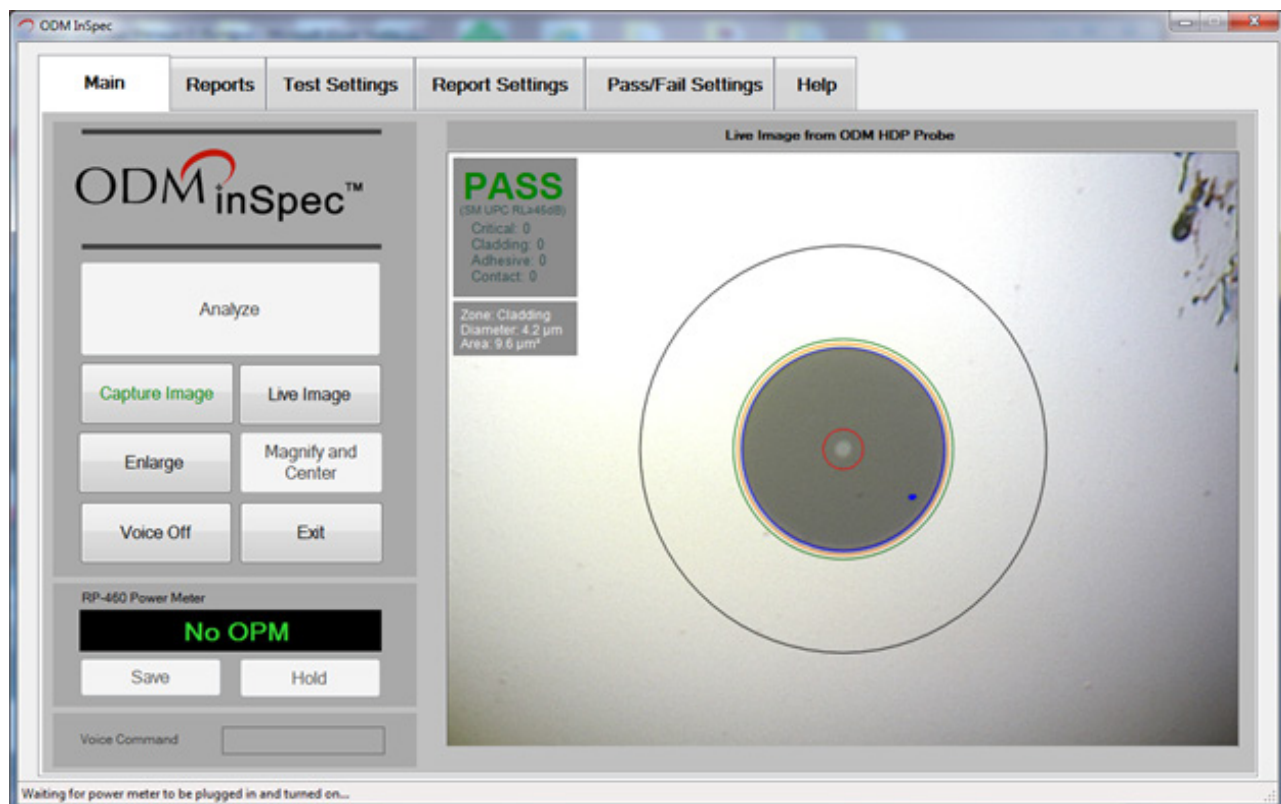 ODM InSpec
Main
Reports
Test Settings
Report Settings
Pass/Fail Settings
Help
ODM inSpec™
Analyze
Capture Image
Live Image
Enlarge
Magnify and
Center
Voice Off
Exit
RP-460 Power Meter
No OPM
Save
Hold
Voice Command
Live Image from ODM HDP Probe
PASS
(SM UPC RL≥45dB)
Critical: 0
Cladding: 0
Adhesive: 0
Contact: 0
Zone: Cladding
Diameter: 4.2 µm
Area: 9.6 µm²
Waiting for power meter to be plugged in and turned on...